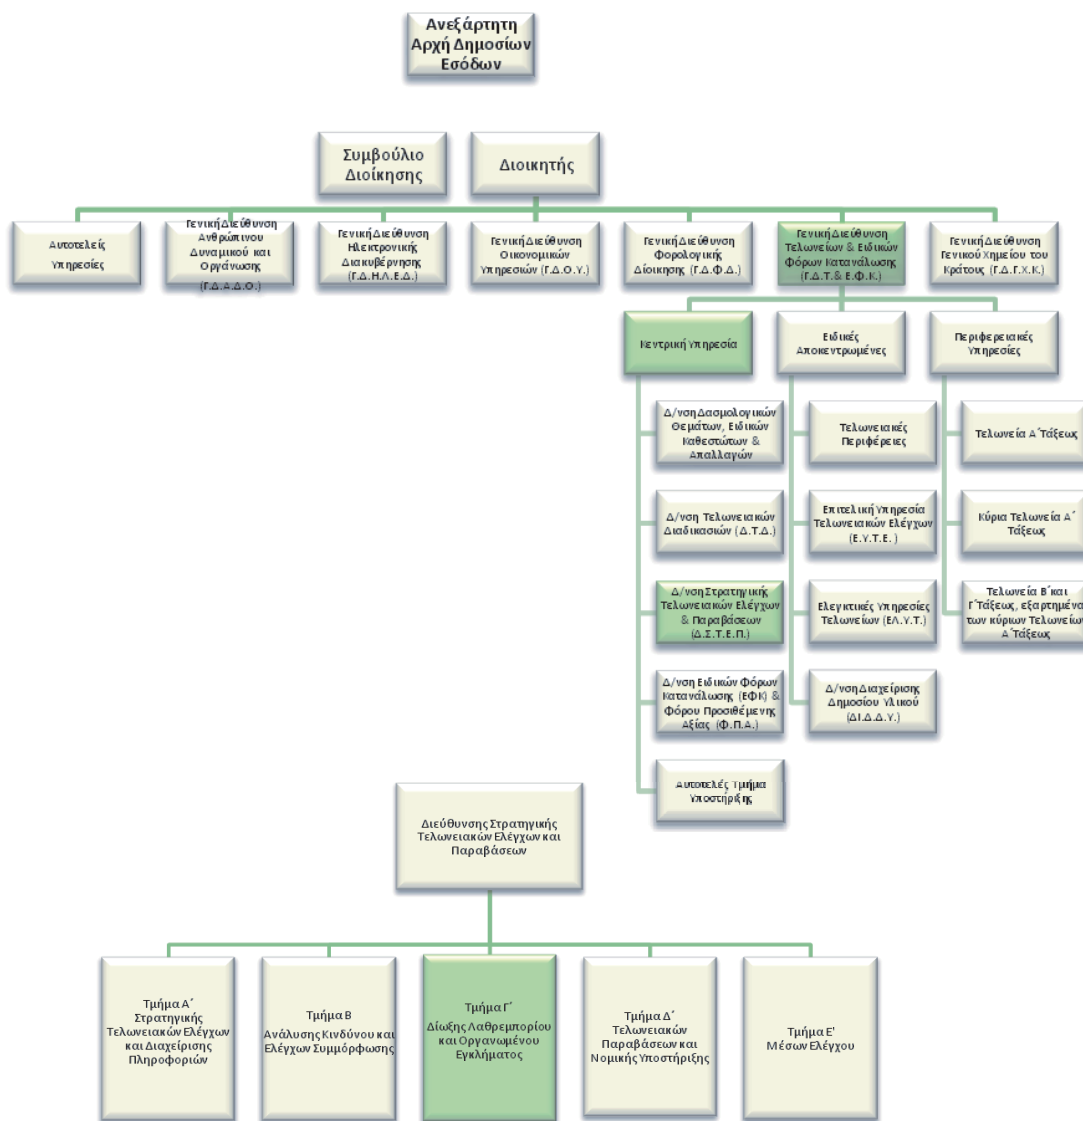 Ανεξάρτητη
Αρχή Δημοσίων
Εσόδων
Συμβούλιο
Διοίκησης
Διοικητής
Αυτοτελείς
Υπηρεσίες
Γενική Διεύθυνση
Ανθρώπινου
Δυναμικού και
Οργάνωσης
(Γ.Δ.Α.Δ.Ο.)
Γενική Διεύθυνση
Ηλεκτρονικής
Διακυβέρνησης
(Γ.Δ.Η.Λ.Ε.Δ.)
Γενική Διεύθυνση
Οικονομικών
Υπηρεσιών (Γ.Δ.Ο.Υ.)
Γενική Διεύθυνση
Φορολογικής
Δίοικησης (Γ.Δ.Φ.Δ.)
Γενική Διεύθυνση
Τελωνείων & Ειδικών
Φόρων Κατανάλωσης
(Γ.Δ.Τ.& Ε.Φ.Κ.)
Γενική Διεύθυνση
Γενικού Χημείου του
Κράτους (Γ.Δ.Γ.Χ.Κ.)
Κεντρική Υπηρεσία
Ειδικές
Αποκεντρωμένες
Περιφερειακές
Υπηρεσίες
Δ/νση Δασμολογικών
Θεμάτων, Ειδικών
Καθεστώτων &
Απαλλαγών
Τελωνειακές
Περιφέρειες
Τελωνεία Α΄Τάξεως
Δ/νση Τελωνειακών
Διαδικασιών (Δ.Τ.Δ.)
Επιτελική Υπηρεσία
Τελωνειακών Ελέγχων
(Ε.Υ.Τ.Ε. )
Κύρια Τελωνεία Α΄
Τάξεως
Δ/νση Στρατηγικής
Τελωνειακών Ελέγχων
& Παραβάσεων
(Δ.Σ.Τ.Ε.Π.)
Ελεγκτικές Υπηρεσίες
Τελωνείων (ΕΛ.Υ.Τ.)
Τελωνεία Β΄ και
Γ΄Τάξεως, εξαρτημένα
των κύριων Τελωνείων
Α΄Τάξεως
Δ/νση Ειδικών Φόρων
Κατανάλωσης (ΕΦΚ) &
Φόρου Προσιθέμενης
Αξίας (Φ.Π.Α.)
Δ/νση Διαχείρισης
Δημοσίου Υλικού
(ΔΙ.Δ.Δ.Υ.)
Αυτοτελές Τμήμα
Υποστήριξης
Διεύθυνσης Στρατηγικής
Τελωνειακών Ελέγχων και
Παραβάσεων
Τμήμα Α΄
Στρατηγικής
Τελωνειακών Ελέγχων
και Διαχείρισης
Πληροφοριών
Τμήμα Β
Ανάλυσης Κινδύνου και
Ελέγχων Συμμόρφωσης
Τμήμα Γ΄
Δίωξης Λαθρεμπορίου
και Οργανωμένου
Εγκλήματος
Τμήμα Δ΄
Τελωνειακών
Παραβάσεων και
Νομικής Υποστήριξης
Τμήμα Ε'
Μέσων Ελέγχου